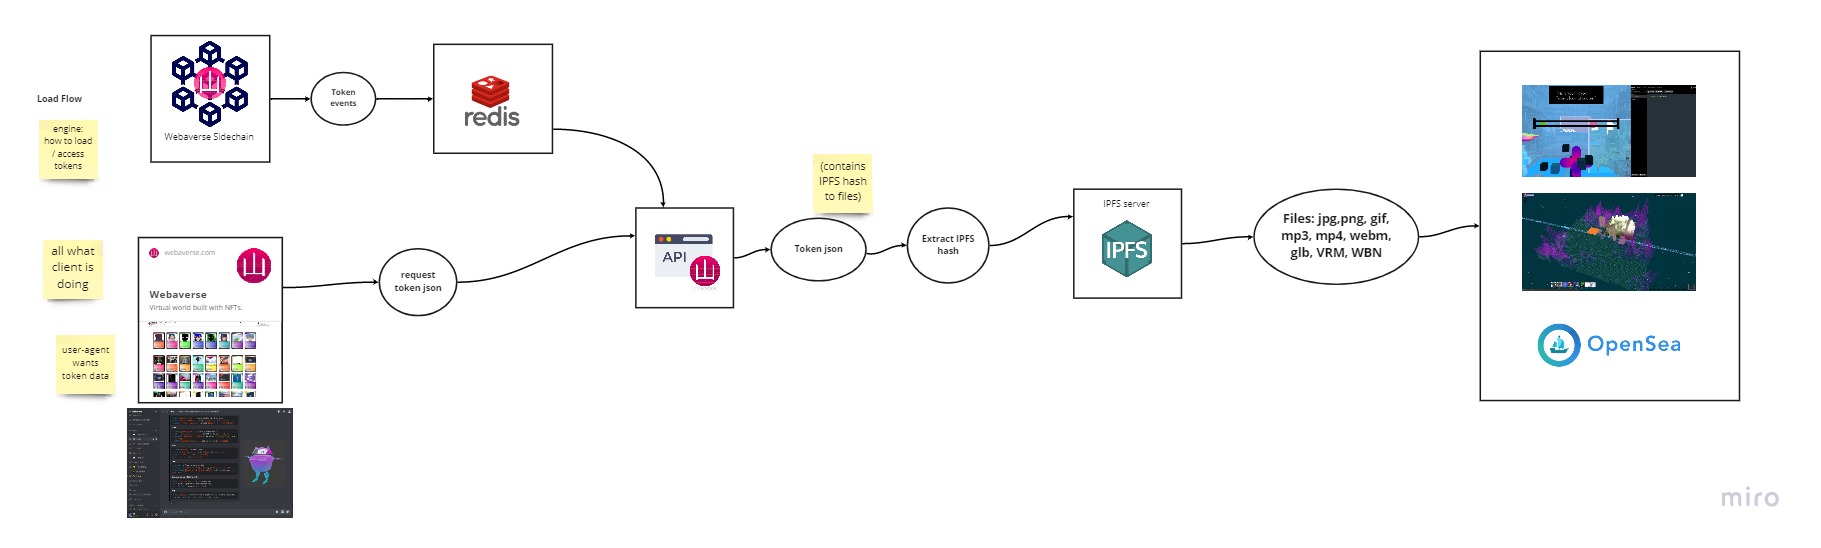 Load Flow
engine:
how to load
/ access
tokens
Webaverse Sidechain
Token
events
redis
all what
client is
doing
user-agent
wants
token data
webaverse.com
Webaverse
Virtual world built with NFTs.
request
token json
API
(contains
IPFS hash
to files)
Token json
Extract IPFS
hash
IPFS server
IPFS
Files: jpg,png, gif,
mp3, mp4, webm,
glb, VRM, WBN
OpenSea
miro